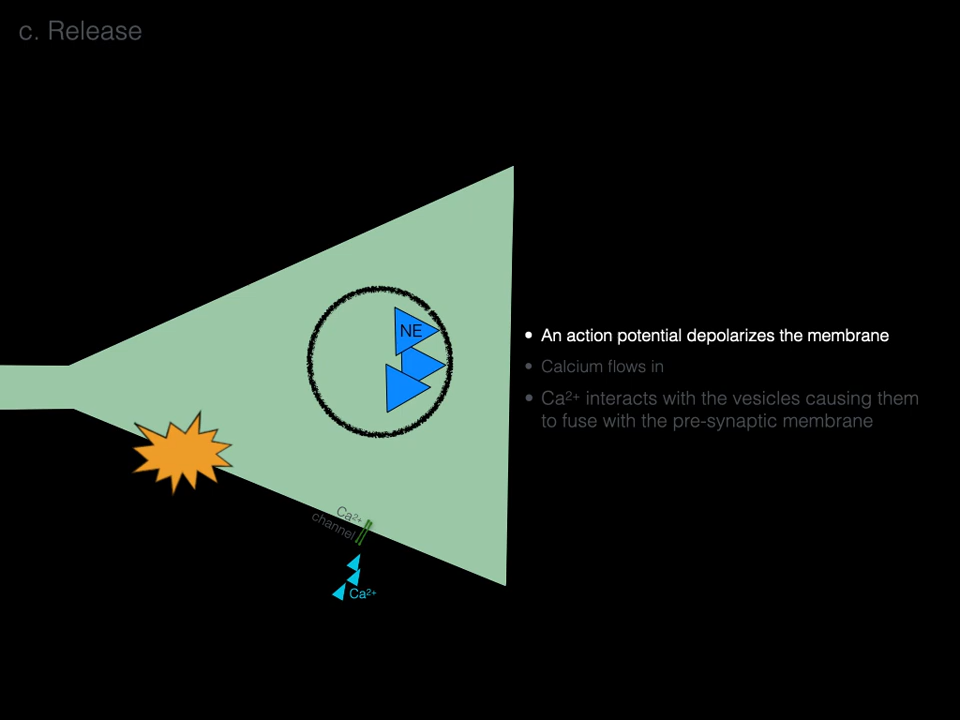 c. Release
NE
• An action potential depolarizes the membrane
• Calcium flows in
• Ca²⁺ interacts with the vesicles causing them
to fuse with the pre-synaptic membrane
Ca²⁺
channel
Ca²⁺